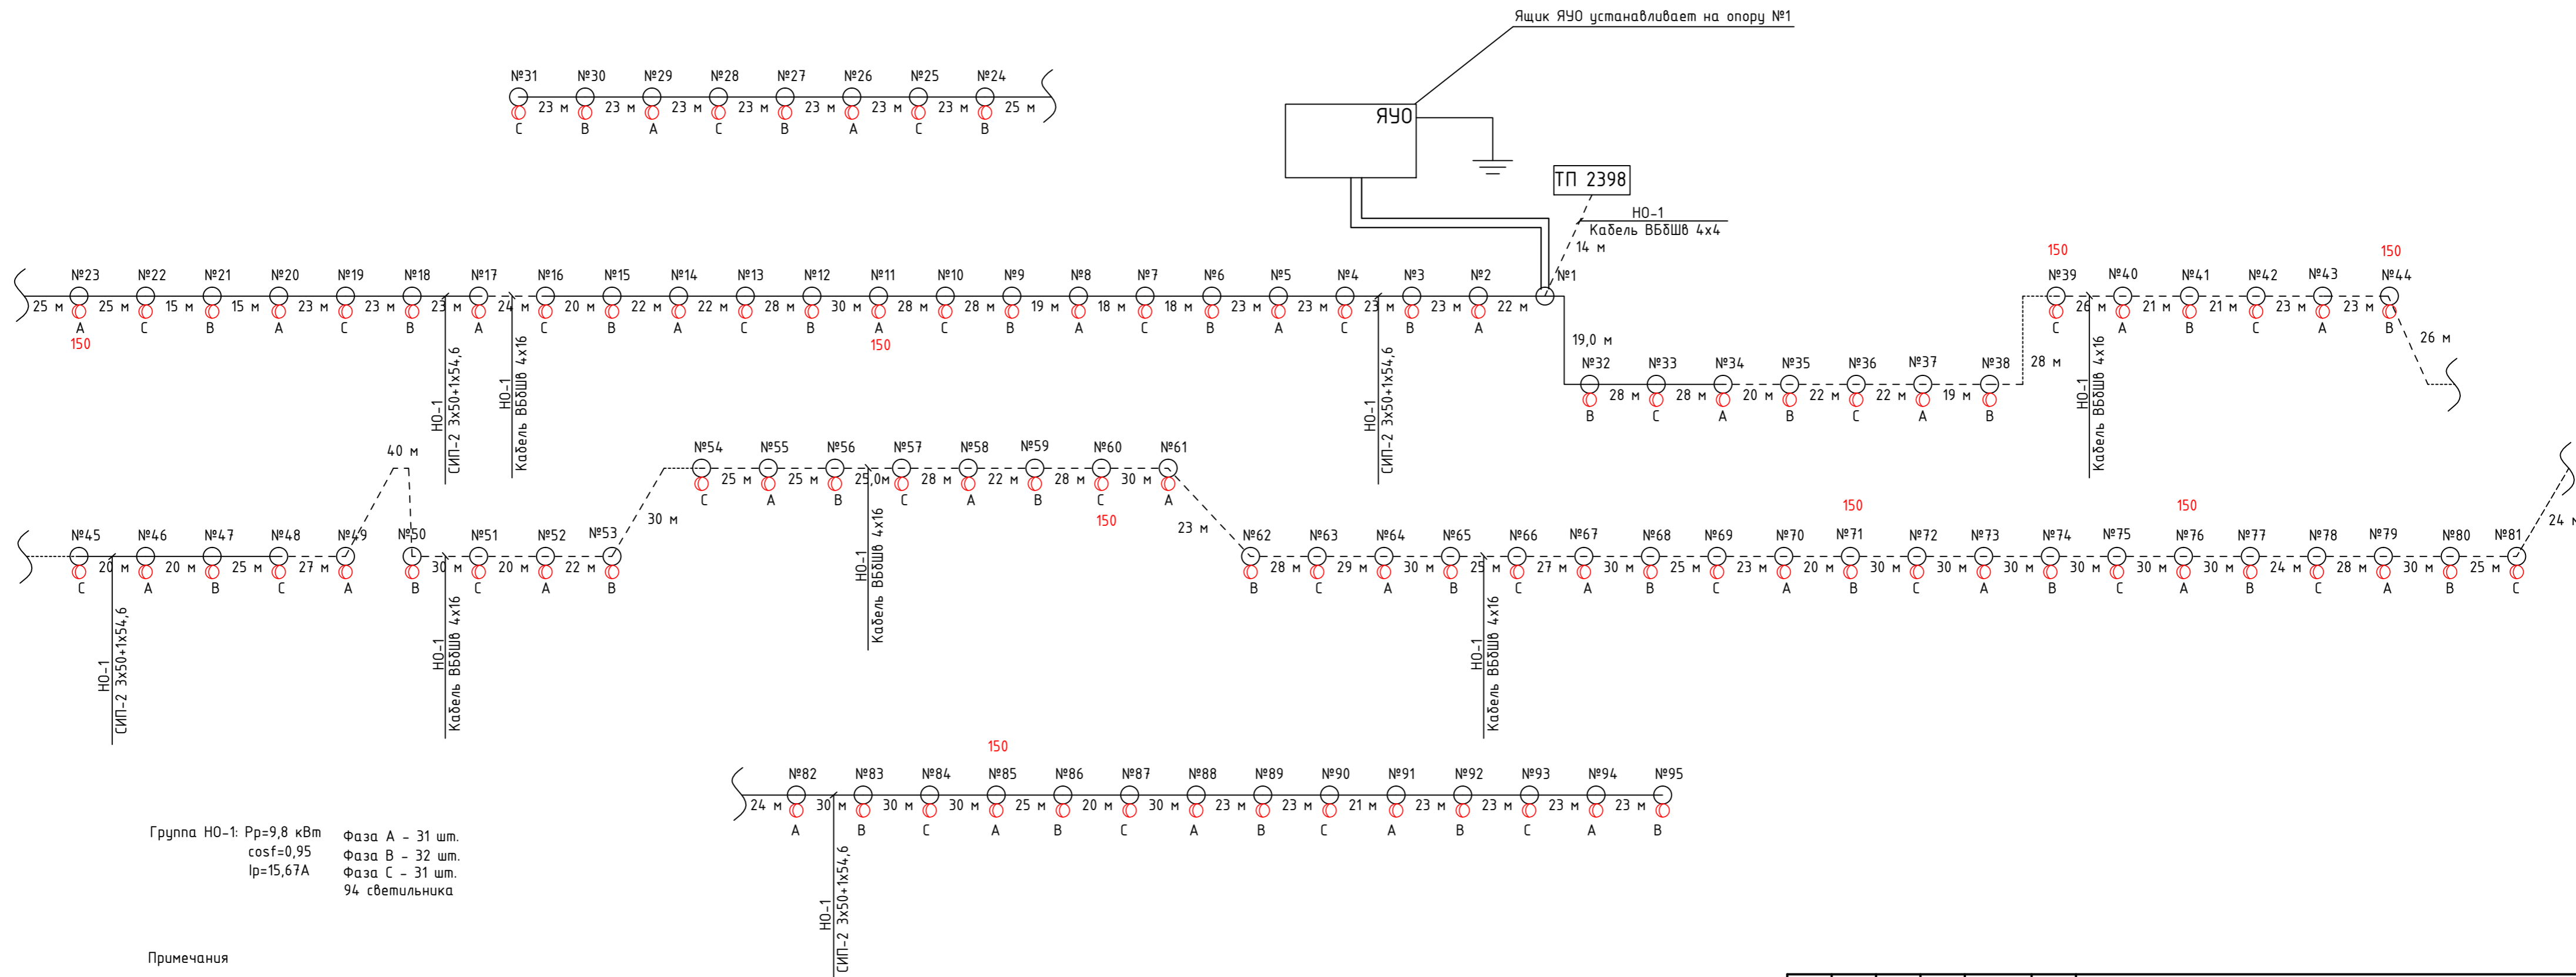 Ящик ЯУО устанавливает на опору №1
№31 №30 №29 №28 №27 №26 №25 №24
23 м 23 м 23 м 23 м 23 м 23 м 23 м 25 м
C B A C B A C B
ЯУО
ТП 2398
НО-1
Кабель ВБбШв 4х4
14 м
№23 №22 №21 №20 №19 №18 №17 №16 №15 №14 №13 №12 №11 №10 №9 №8 №7 №6 №5 №4 №3 №2 №1
25 м 25 м 15 м 15 м 23 м 23 м 23 м 24 м 20 м 22 м 22 м 28 м 30 м 28 м 28 м 19 м 18 м 18 м 23 м 23 м 23 м 23 м 22 м
A C B A C B A C B A C B A C B A C B A C B A
150 150
НО-1
СИП-2 3х50+1х54,6
НО-1
Кабель ВБбШв 4х16
НО-1
СИП-2 3х50+1х54,6
19,0 м
№32 №33 №34 №35 №36 №37 №38
28 м 28 м 20 м 22 м 22 м 19 м
B C A B C A B
28 м
150 150
№39 №40 №41 №42 №43 №44
26 м 21 м 21 м 23 м 23 м
C A B C A B
26 м
НО-1
Кабель ВБбШв 4х16
№45 №46 №47 №48 №49 №50 №51 №52 №53
40 м
20 м 20 м 25 м 27 м 30 м 20 м 22 м
C A B C A B C A B
НО-1
СИП-2 3х50+1х54,6
НО-1
Кабель ВБбШв 4х16
30 м
№54 №55 №56 №57 №58 №59 №60 №61
25 м 25 м 25,0м 28 м 22 м 28 м 30 м
C A B C A B C A
150
НО-1
Кабель ВБбШв 4х16
23 м
150 150
№62 №63 №64 №65 №66 №67 №68 №69 №70 №71 №72 №73 №74 №75 №76 №77 №78 №79 №80 №81
28 м 29 м 30 м 25 м 27 м 30 м 25 м 23 м 20 м 30 м 30 м 30 м 30 м 30 м 30 м 24 м 28 м 30 м 25 м
B C A B C A B C A B C A B C A B C A B C
24 м
НО-1
Кабель ВБбШв 4х16
150
№82 №83 №84 №85 №86 №87 №88 №89 №90 №91 №92 №93 №94 №95
24 м 30 м 30 м 30 м 25 м 20 м 30 м 23 м 23 м 21 м 23 м 23 м 23 м 23 м
A B C A B C A B C A B C A B
НО-1
СИП-2 3х50+1х54,6
Группа НО-1: Рр=9,8 кВт
cosf=0,95
Iр=15,67А
Фаза А - 31 шт.
Фаза В - 32 шт.
Фаза С - 31 шт.
94 светильника
Примечания